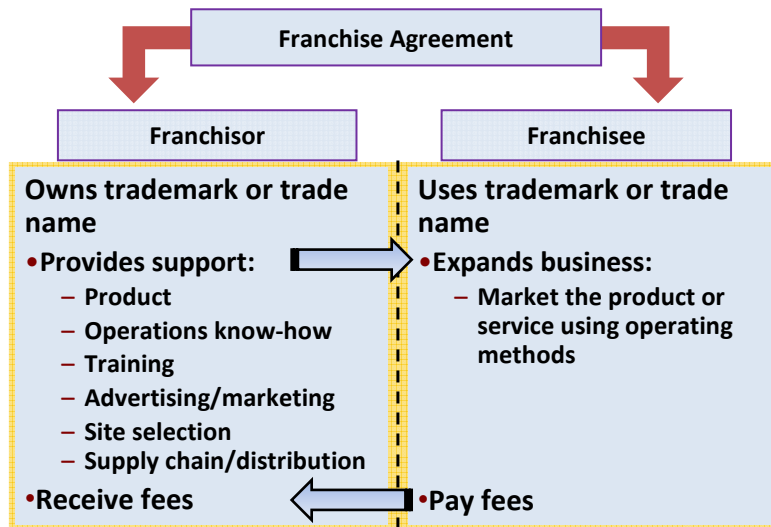 Franchise Agreement
Franchisor
Owns trademark or trade
name
•Provides support:
– Product
– Operations know-how
– Training
– Advertising/marketing
– Site selection
– Supply chain/distribution
•Receive fees
Franchisee
Uses trademark or trade
name
•Expands business:
– Market the product or
service using operating
methods
•Pay fees